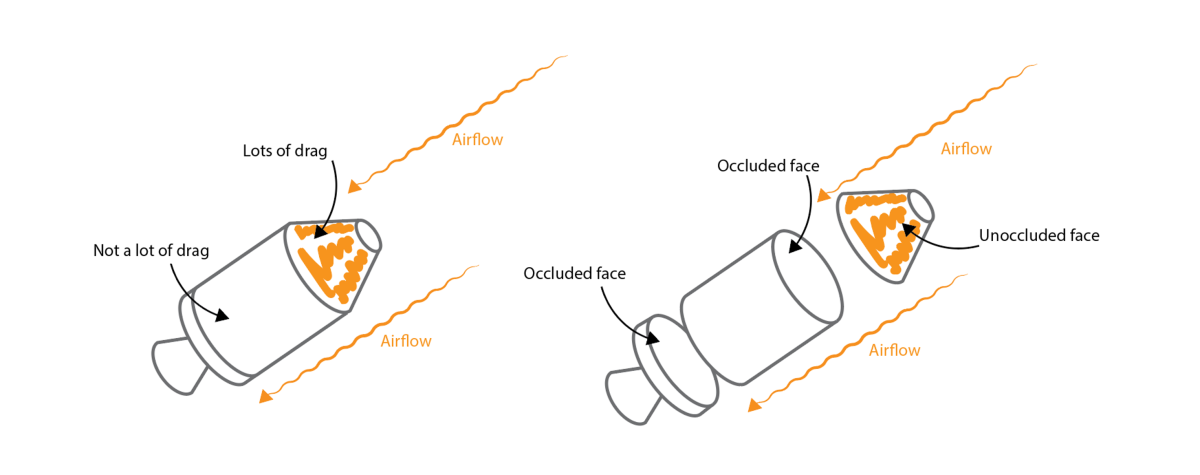 Airflow
Lots of drag
Not a lot of drag
Airflow
Airflow
Occluded face
Unoccluded face
Occluded face
Airflow